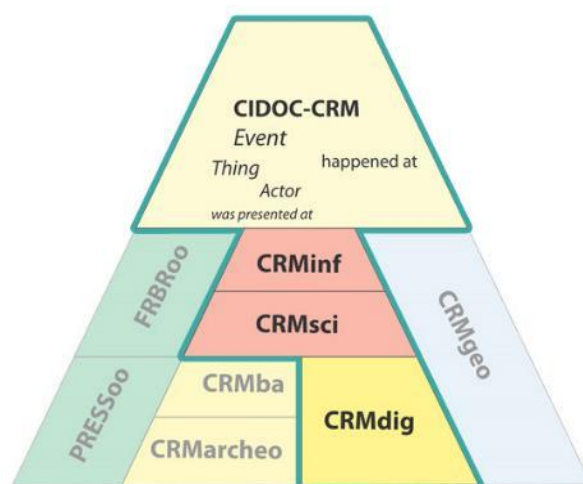 CIDOC-CRM
Event
Thing
happened at
Actor
was presented at
FRBRoo
CRMinf
CRMsci
CRMgeo
PRESSoo
CRMba
CRMdig
CRMarcheo